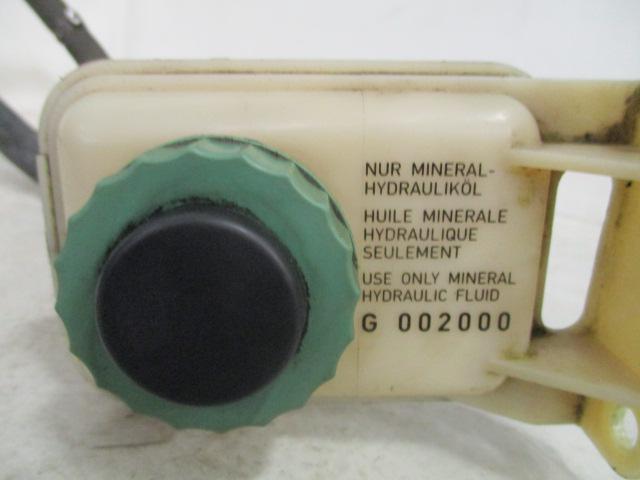 NUR MINERAL-
HYDRAULIKÖL
HUILE MINERALE
HYDRAULIQUE
SEULEMENT
USE ONLY MINERAL
HYDRAULIC FLUID
G 002000